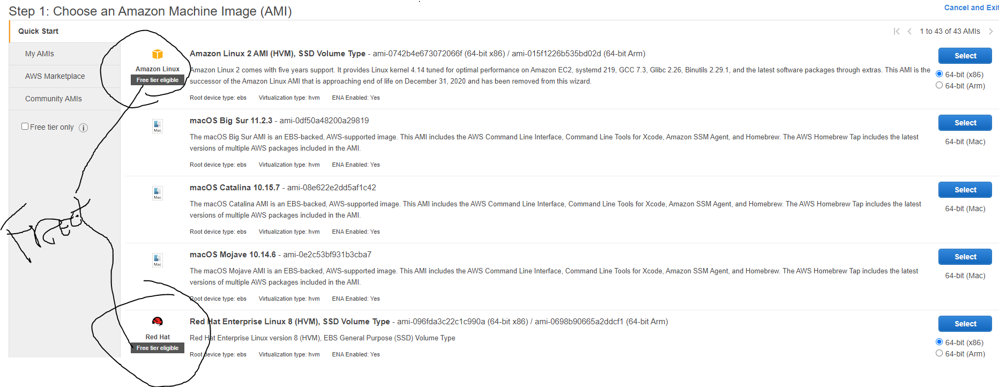 Step 1: Choose an Amazon Machine Image (AMI)
Cancel and Exit
Quick Start
1 to 43 of 43 AMIs
My AMIs
AWS Marketplace
Community AMIs
Free tier only
Amazon Linux
Free tier eligible
Amazon Linux 2 AMI (HVM), SSD Volume Type - ami-0742b4e673072066f (64-bit x86) / ami-015f1226b535bd02d (64-bit Arm)
Amazon Linux 2 comes with five years support. It provides Linux kernel 4.14 tuned for optimal performance on Amazon EC2, systemd 219, GCC 7.3, Glibc 2.26, Binutils 2.29.1, and the latest software packages through extras. This AMI is the
successor of the Amazon Linux AMI that is approaching end of life on December 31, 2020 and has been removed from this wizard.
Root device type: ebs Virtualization type: hvm ENA Enabled: Yes
Select
64-bit (x86)
64-bit (Arm)
Mac
macOS Big Sur 11.2.3 - ami-0df50a48200a29819
The macOS Big Sur AMI is an EBS-backed, AWS-supported image. This AMI includes the AWS Command Line Interface, Command Line Tools for Xcode, Amazon SSM Agent, and Homebrew. The AWS Homebrew Tap includes the latest
versions of multiple AWS packages included in the AMI.
Root device type: ebs Virtualization type: hvm ENA Enabled: Yes
Select
64-bit (Mac)
Mac
macOS Catalina 10.15.7 - ami-08e622e2dd5af1c42
The macOS Catalina AMI is an EBS-backed, AWS-supported image. This AMI includes the AWS Command Line Interface, Command Line Tools for Xcode, Amazon SSM Agent, and Homebrew. The AWS Homebrew Tap includes the latest
versions of multiple AWS packages included in the AMI.
Root device type: ebs Virtualization type: hvm ENA Enabled: Yes
Select
64-bit (Mac)
Free
Mac
macOS Mojave 10.14.6 - ami-0e2c53bf931b3cba7
The macOS Mojave AMI is an EBS-backed, AWS-supported image. This AMI includes the AWS Command Line Interface, Command Line Tools for Xcode, Amazon SSM Agent, and Homebrew. The AWS Homebrew Tap includes the latest
versions of multiple AWS packages included in the AMI.
Root device type: ebs Virtualization type: hvm ENA Enabled: Yes
Select
64-bit (Mac)
Red Hat
Free tier eligible
Red Hat Enterprise Linux 8 (HVM), SSD Volume Type - ami-096fda3c22c1c990a (64-bit x86) / ami-0698b90665a2ddcf1 (64-bit Arm)
Red Hat Enterprise Linux version 8 (HVM), EBS General Purpose (SSD) Volume Type
Root device type: ebs Virtualization type: hvm ENA Enabled: Yes
Select
64-bit (x86)
64-bit (Arm)